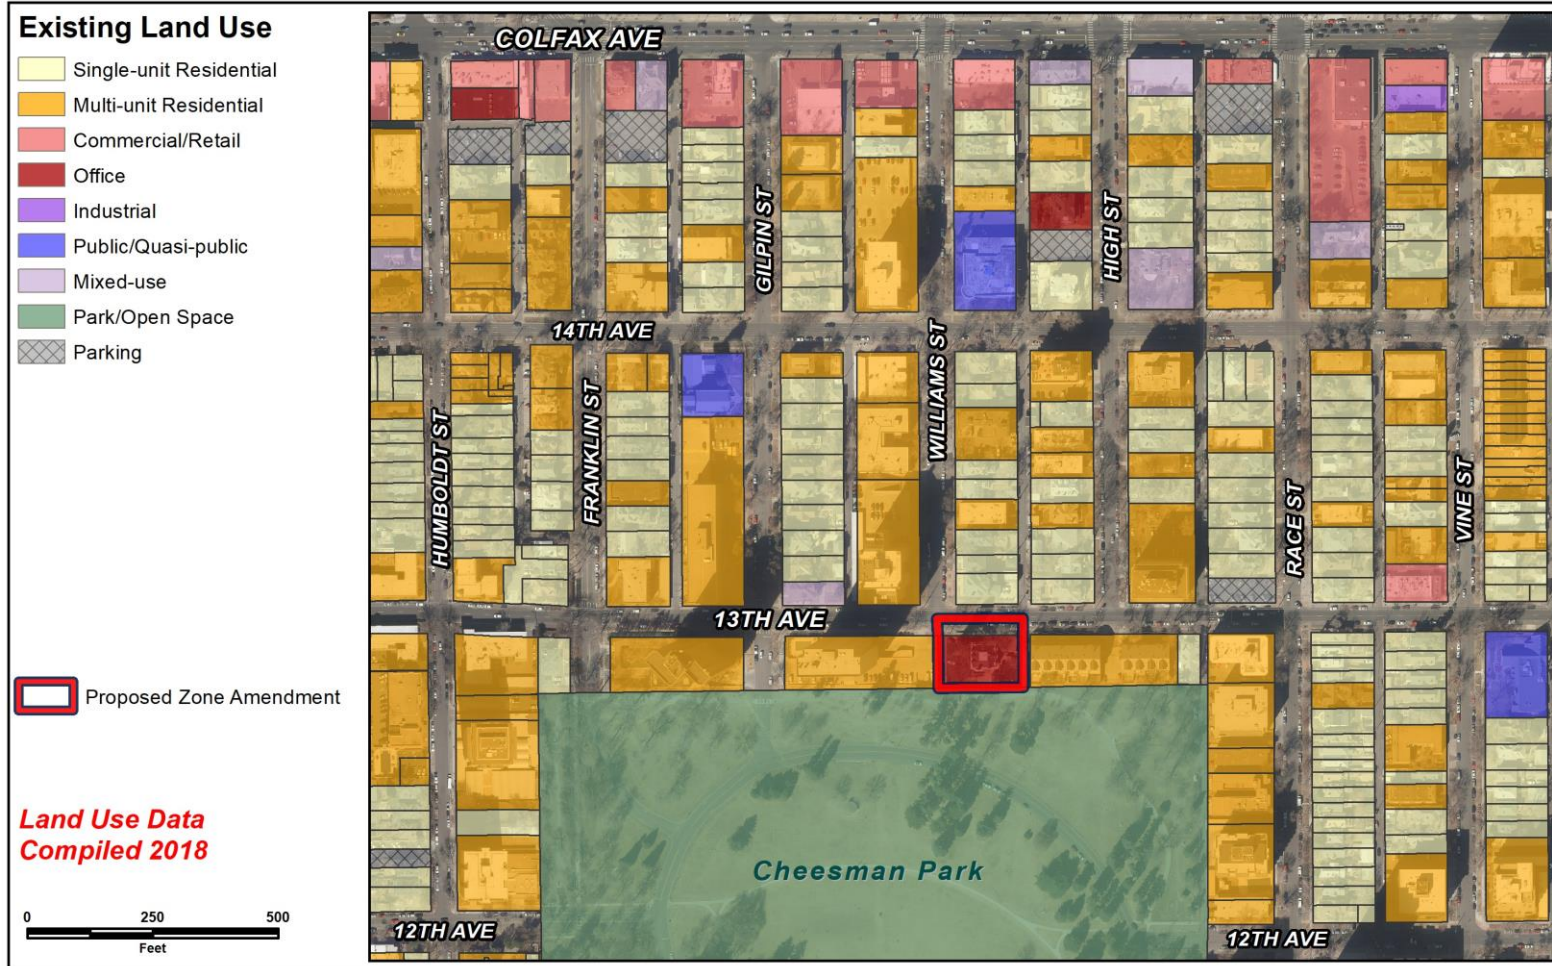 Existing Land Use
Single-unit Residential
Multi-unit Residential
Commercial/Retail
Office
Industrial
Public/Quasi-public
Mixed-use
Park/Open Space
Parking
Proposed Zone Amendment
Land Use Data
Compiled 2018
0 250 500
Feet
COLFAX AVE
GILPIN ST
HIGH ST
14TH AVE
WILLIAMS ST
HUMBOLDT ST
FRANKLIN ST
RACE ST
VINE ST
13TH AVE
Cheesman Park
12TH AVE
12TH AVE